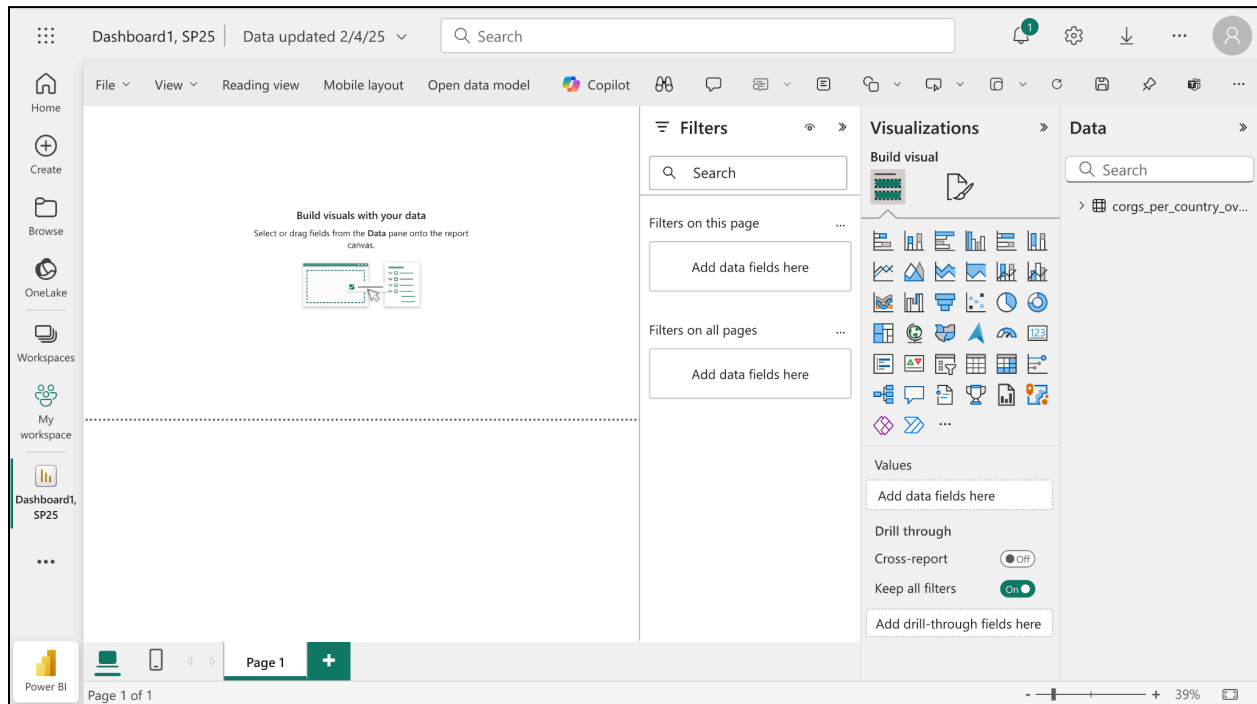 Dashboard1, SP25 Data updated 2/4/25
Search
1
Home
Create
Browse
OneLake
Workspaces
My
workspace
Dashboard1,
SP25
Power BI
File View Reading view Mobile layout Open data model Copilot
Build visuals with your data
Select or drag fields from the Data pane onto the report
canvas.
Filters
Search
Filters on this page ...
Add data fields here
Filters on all pages ...
Add data fields here
Visualizations
Build visual
123
...
Values
Add data fields here
Drill through
Cross-report Off
Keep all filters On
Add drill-through fields here
Data
Search
corgs_per_country_ov...
Page 1 +
Page 1 of 1
- + 39%